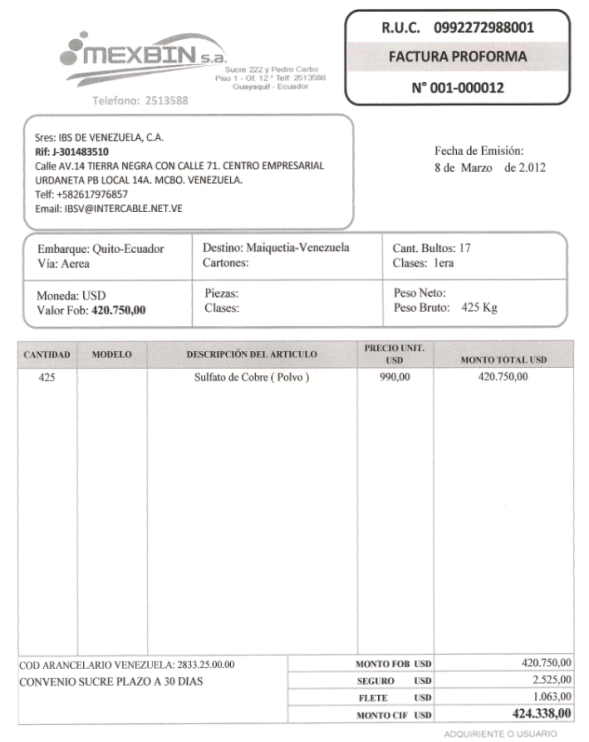 iMEXBIN s.a.
Sucre 222 y Pedro Carbo
Piso 1 - Of. 12 * Telf: 2513588
Guayaquil - Ecuador
Telefono: 2513588
R.U.C. 0992272988001
FACTURA PROFORMA
N° 001-000012
Sres: IBS DE VENEZUELA, C.A.
Rif: J-301483510
Calle AV.14 TIERRA NEGRA CON CALLE 71. CENTRO EMPRESARIAL
URDANETA PB LOCAL 14A. MCBO. VENEZUELA.
Telf: +582617976857
Email: IBSV@INTERCABLE.NET.VE
Fecha de Emisión:
8 de Marzo de 2.012
Embarque: Quito-Ecuador
Vía: Aerea
Destino: Maiquetia-Venezuela
Cartones:
Cant. Bultos: 17
Clases: 1era
Moneda: USD
Valor Fob: 420.750,00
Piezas:
Clases:
Peso Neto:
Peso Bruto: 425 Kg
CANTIDAD MODELO DESCRIPCIÓN DEL ARTICULO PRECIO UNIT. USD MONTO TOTAL USD
425 Sulfato de Cobre ( Polvo ) 990,00 420.750,00
COD ARANCELARIO VENEZUELA: 2833.25.00.00
CONVENIO SUCRE PLAZO A 30 DIAS
MONTO FOB USD 420.750,00
SEGURO USD 2.525,00
FLETE USD 1.063,00
MONTO CIF USD 424.338,00
ADQUIRIENTE O USUARIO